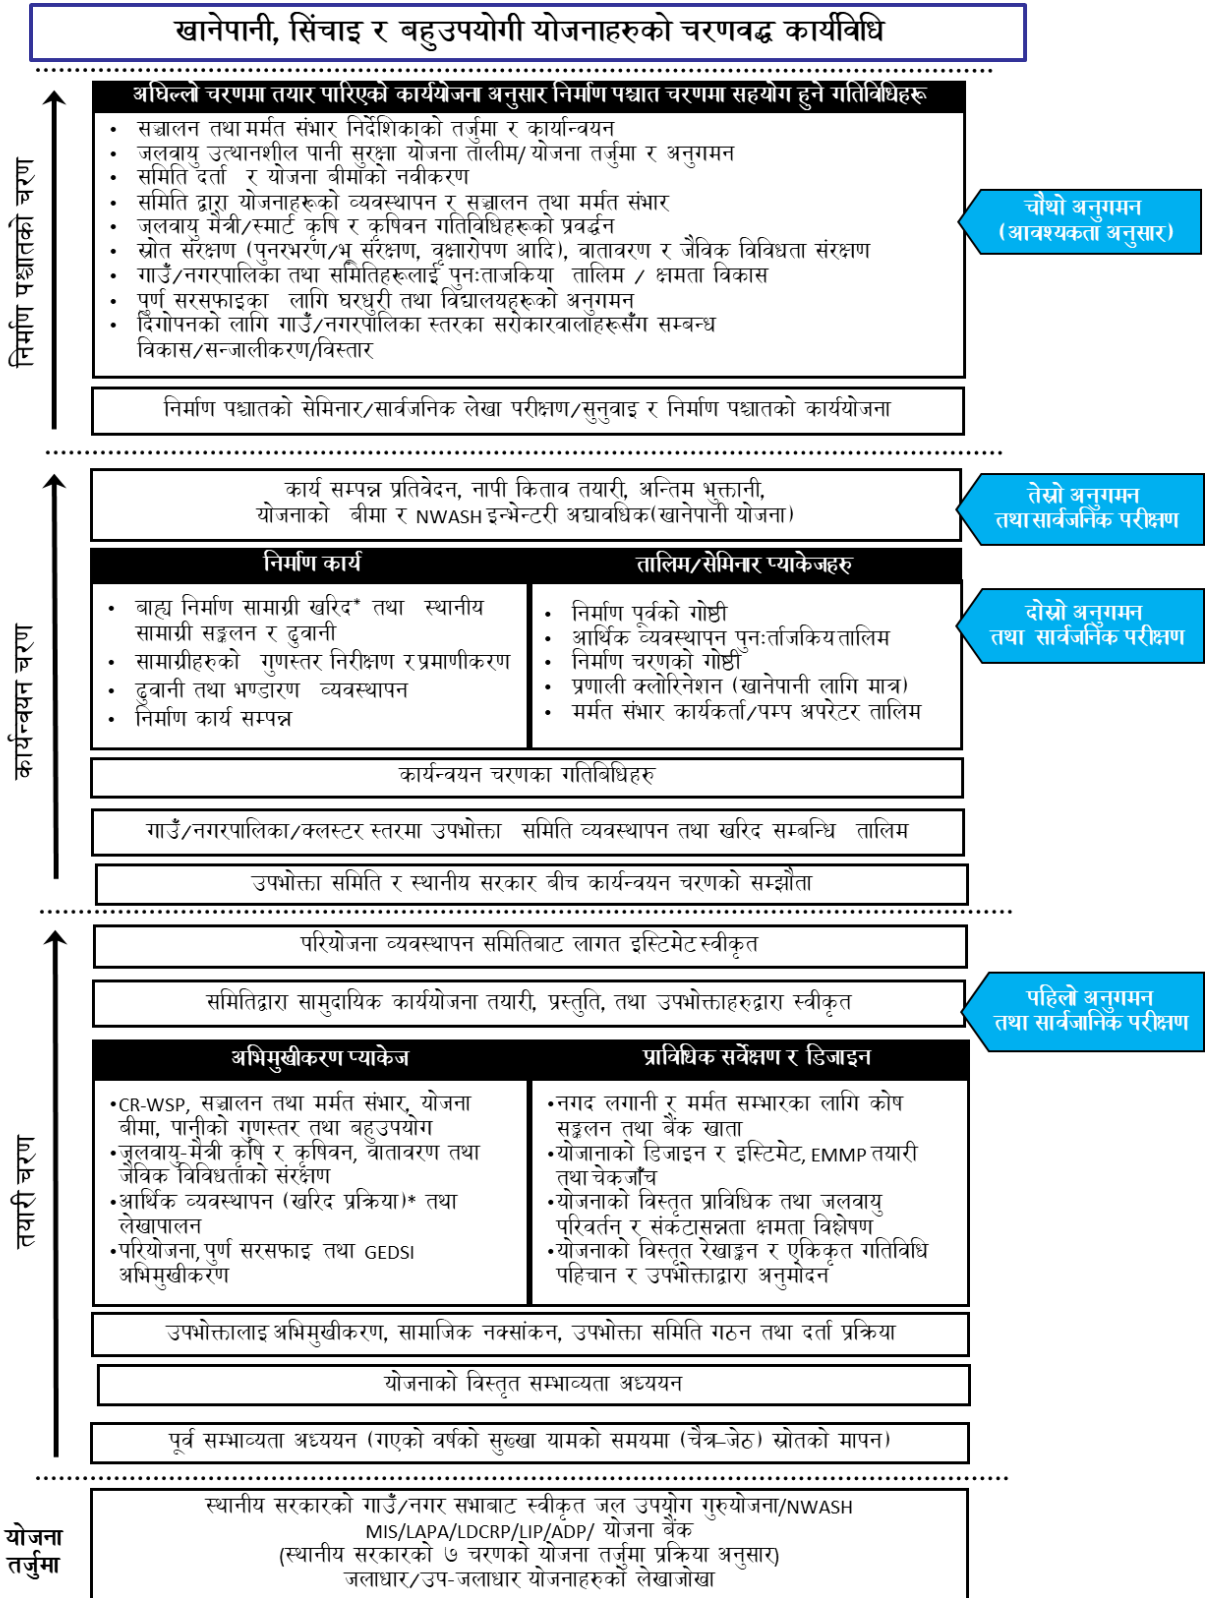 खानेपानी, सिंचाइ र बहुउपयोगी योजनाहरुको चरणवद्ध कार्यविधि
निर्माण पश्चातको चरण
अघिल्लो चरणमा तयार पारिएको कार्ययोजना अनुसार निर्माण पश्चात चरणमा सहयोग हुने गतिविधिहरू
• सञ्चालन तथा मर्मत संभार निर्देशिकाको तर्जुमा र कार्यान्वयन
• जलवायु उत्थानशील पानी सुरक्षा योजना तालीम/योजना तर्जुमा र अनुगमन
• समिति दर्ता र योजना बीमाको नवीकरण
• समिति द्वारा योजनाहरूको व्यवस्थापन र सञ्चालन तथा मर्मत संभार
• जलवायु मैत्री/स्मार्ट कृषि र कृषिवन गतिविधिहरूको प्रवर्द्धन
• स्रोत संरक्षण (पुनरभरण/भू संरक्षण, वृक्षारोपण आदि), वातावरण र जैविक विविधता संरक्षण
• गाउँ/नगरपालिका तथा समितिहरूलाई पुनःताजकिया तालिम / क्षमता विकास
• पुर्ण सरसफाइका लागि घरधुरी तथा विद्यालयहरूको अनुगमन
• दिगोपनको लागि गाउँ/नगरपालिका स्तरका सरोकारवालाहरूसँग सम्बन्ध
विकास/सन्जालीकरण/विस्तार
चौथो अनुगमन
(आवश्यकता अनुसार)
निर्माण पश्चातको सेमिनार/सार्वजनिक लेखा परीक्षण/सुनुवाइ र निर्माण पश्चातको कार्ययोजना
कार्यन्वयन चरण
कार्य सम्पन्न प्रतिवेदन, नापी किताव तयारी, अन्तिम भुक्तानी,
योजनाको बीमा र NWASH इन्भेन्टरी अद्यावधिक(खानेपानी योजना)
तेस्रो अनुगमन
तथा सार्वजनिक परीक्षण
निर्माण कार्य
• बाह्य निर्माण सामाग्री खरिद* तथा स्थानीय
सामाग्री सङ्कलन र ढुवानी
• सामाग्रीहरुको गुणस्तर निरीक्षण र प्रमाणीकरण
• ढुवानी तथा भण्डारण व्यवस्थापन
• निर्माण कार्य सम्पन्न
तालिम/सेमिनार प्याकेजहरु
• निर्माण पूर्वको गोष्ठी
• आर्थिक व्यवस्थापन पुनःर्ताजकिय तालिम
• निर्माण चरणको गोष्ठी
• प्रणाली क्लोरिनेशन (खानेपानी लागि मात्र)
• मर्मत संभार कार्यकर्ता/पम्प अपरेटर तालिम
दोस्रो अनुगमन
तथा सार्वजनिक परीक्षण
कार्यन्वयन चरणका गतिबिधिहरु
गाउँ/नगरपालिका/क्लस्टर स्तरमा उपभोक्ता समिति व्यवस्थापन तथा खरिद सम्बन्धि तालिम
उपभोक्ता समिति र स्थानीय सरकार बीच कार्यन्वयन चरणको सम्झौता
तयारी चरण
परियोजना व्यवस्थापन समितिबाट लागत इस्टिमेट स्वीकृत
समितिद्वारा सामुदायिक कार्ययोजना तयारी, प्रस्तुति, तथा उपभोक्ताहरुद्वारा स्वीकृत
पहिलो अनुगमन
तथा सार्वजानिक परीक्षण
अभिमुखीकरण प्याकेज
•CR-WSP, सञ्चालन तथा मर्मत संभार, योजना
बीमा, पानीको गुणस्तर तथा बहुउपयोग
•जलवायु-मैत्री कृषि र कृषिवन, वातावरण तथा
जैविक विविधताको संरक्षण
•आर्थिक व्यवस्थापन (खरिद प्रक्रिया)* तथा
लेखापालन
•परियोजना, पुर्ण सरसफाइ तथा GEDSI
अभिमुखीकरण
प्राविधिक सर्वेक्षण र डिजाइन
•नगद लगानी र मर्मत सम्भारका लागि कोष
सङ्कलन तथा बैंक खाता
•योजानाको डिजाइन र इस्टिमेट, EMMP तयारी
तथा चेकजाँच
•योजनाको विस्तृत प्राविधिक तथा जलवायु
परिवर्तन र संकटासन्नता क्षमता विश्लेषण
•योजनाको विस्तृत रेखाङ्कन र एकिकृत गतिविधि
पहिचान र उपभोक्ताद्वारा अनुमोदन
उपभोक्तालाइ अभिमुखीकरण, सामाजिक नक्सांकन, उपभोक्ता समिति गठन तथा दर्ता प्रक्रिया
योजनाको विस्तृत सम्भाव्यता अध्ययन
पूर्व सम्भाव्यता अध्ययन (गएको वर्षको सुख्खा यामको समयमा (चैत्र–जेठ) स्रोतको मापन)
योजना
तर्जुमा
स्थानीय सरकारको गाउँ/नगर सभाबाट स्वीकृत जल उपयोग गुरुयोजना/NWASH
MIS/LAPA/LDCRP/LIP/ADP/ योजना बैंक
(स्थानीय सरकारको ७ चरणको योजना तर्जुमा प्रक्रिया अनुसार)
जलाधार/उप-जलाधार योजनाहरुको लेखाजोखा